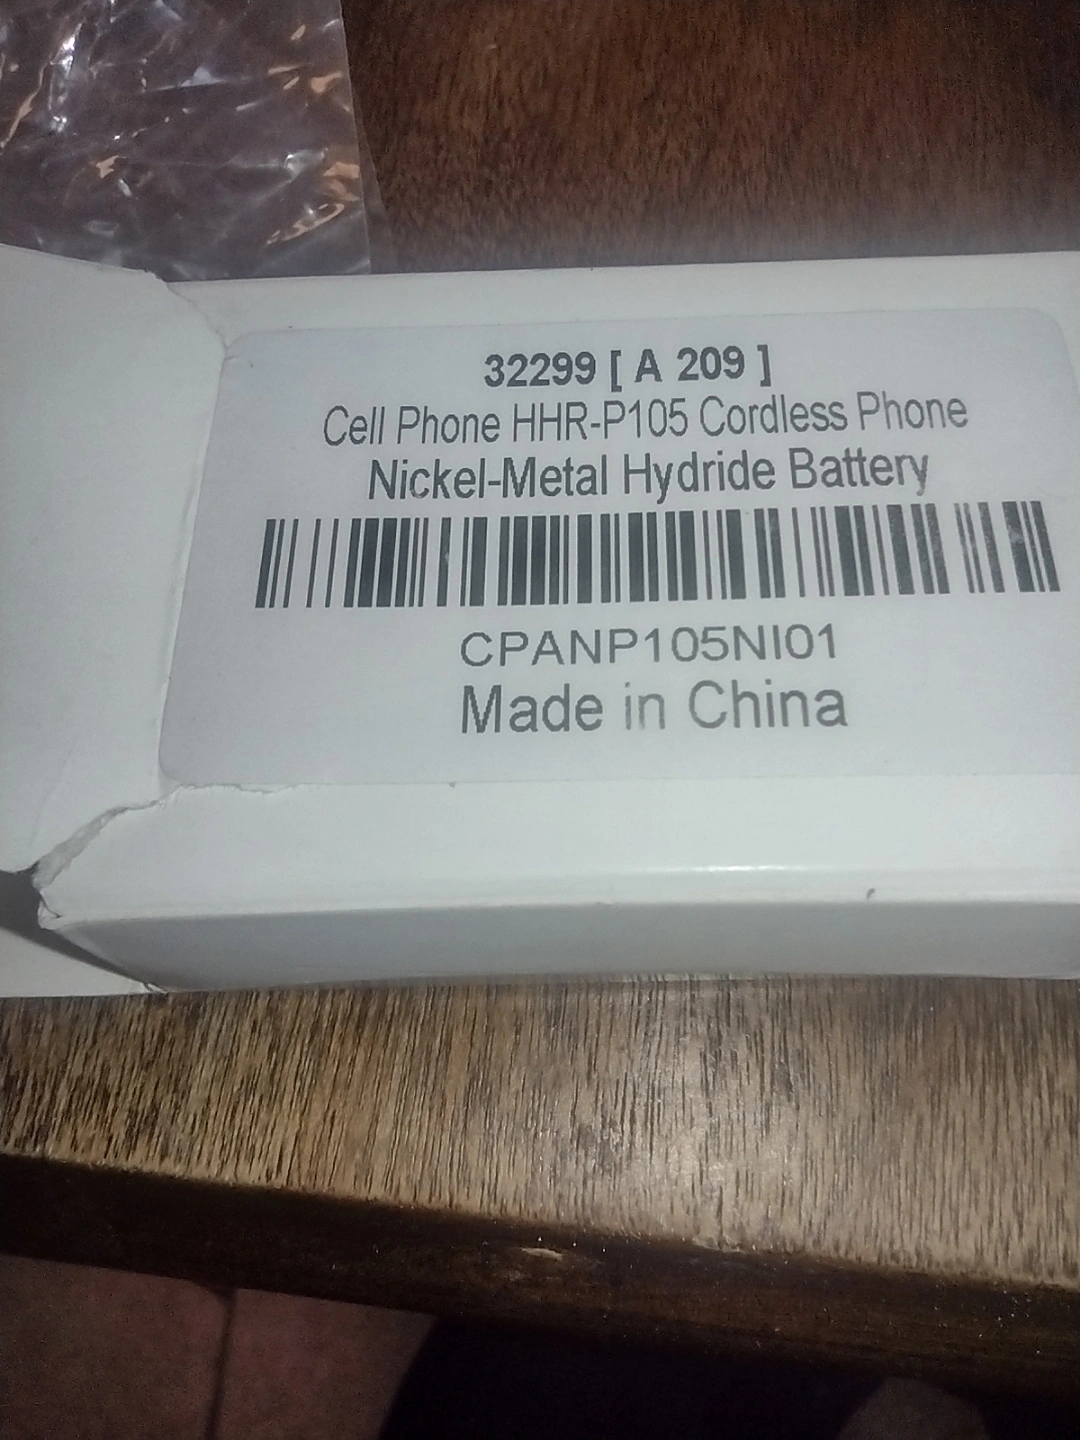 32299 [ A 209 ]
Cell Phone HHR-P105 Cordless Phone
Nickel-Metal Hydride Battery
CPANP105NI01
Made in China